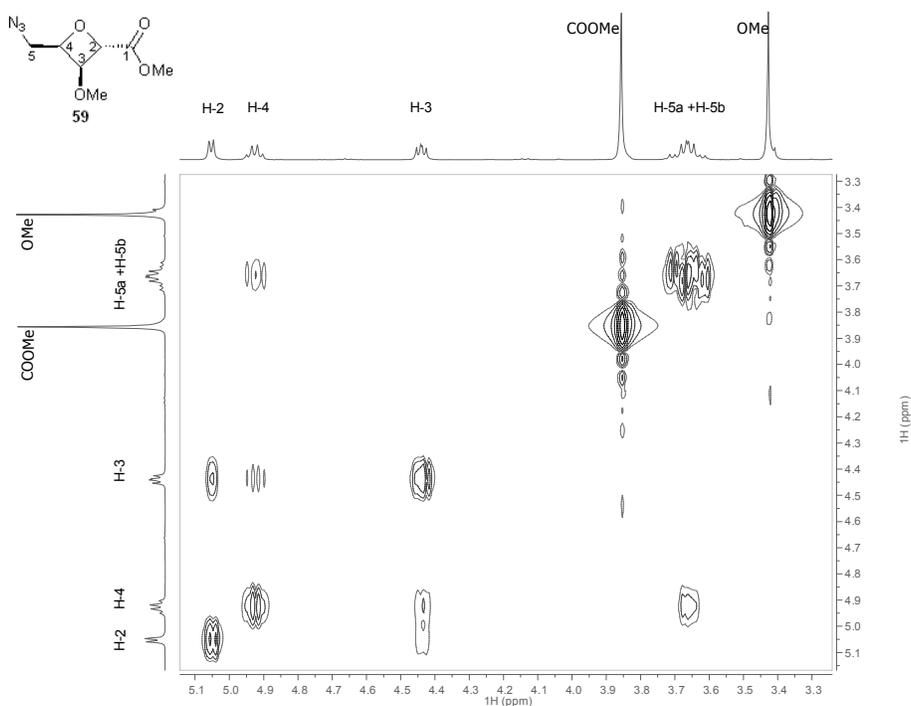 N3
O
O
4
2
5
3
1
OMe
OMe
59
COOMe
OMe
H-2
H-4
H-3
H-5a +H-5b
OMe
H-5a +H-5b
COOMe
H-3
H-4
H-2
3.3
3.4
3.5
3.6
3.7
3.8
3.9
4.0
4.1
4.2
4.3
4.4
4.5
4.6
4.7
4.8
4.9
5.0
5.1
1H (ppm)
5.1 5.0 4.9 4.8 4.7 4.6 4.5 4.4 4.3 4.2 4.1 4.0 3.9 3.8 3.7 3.6 3.5 3.4 3.3
1H (ppm)